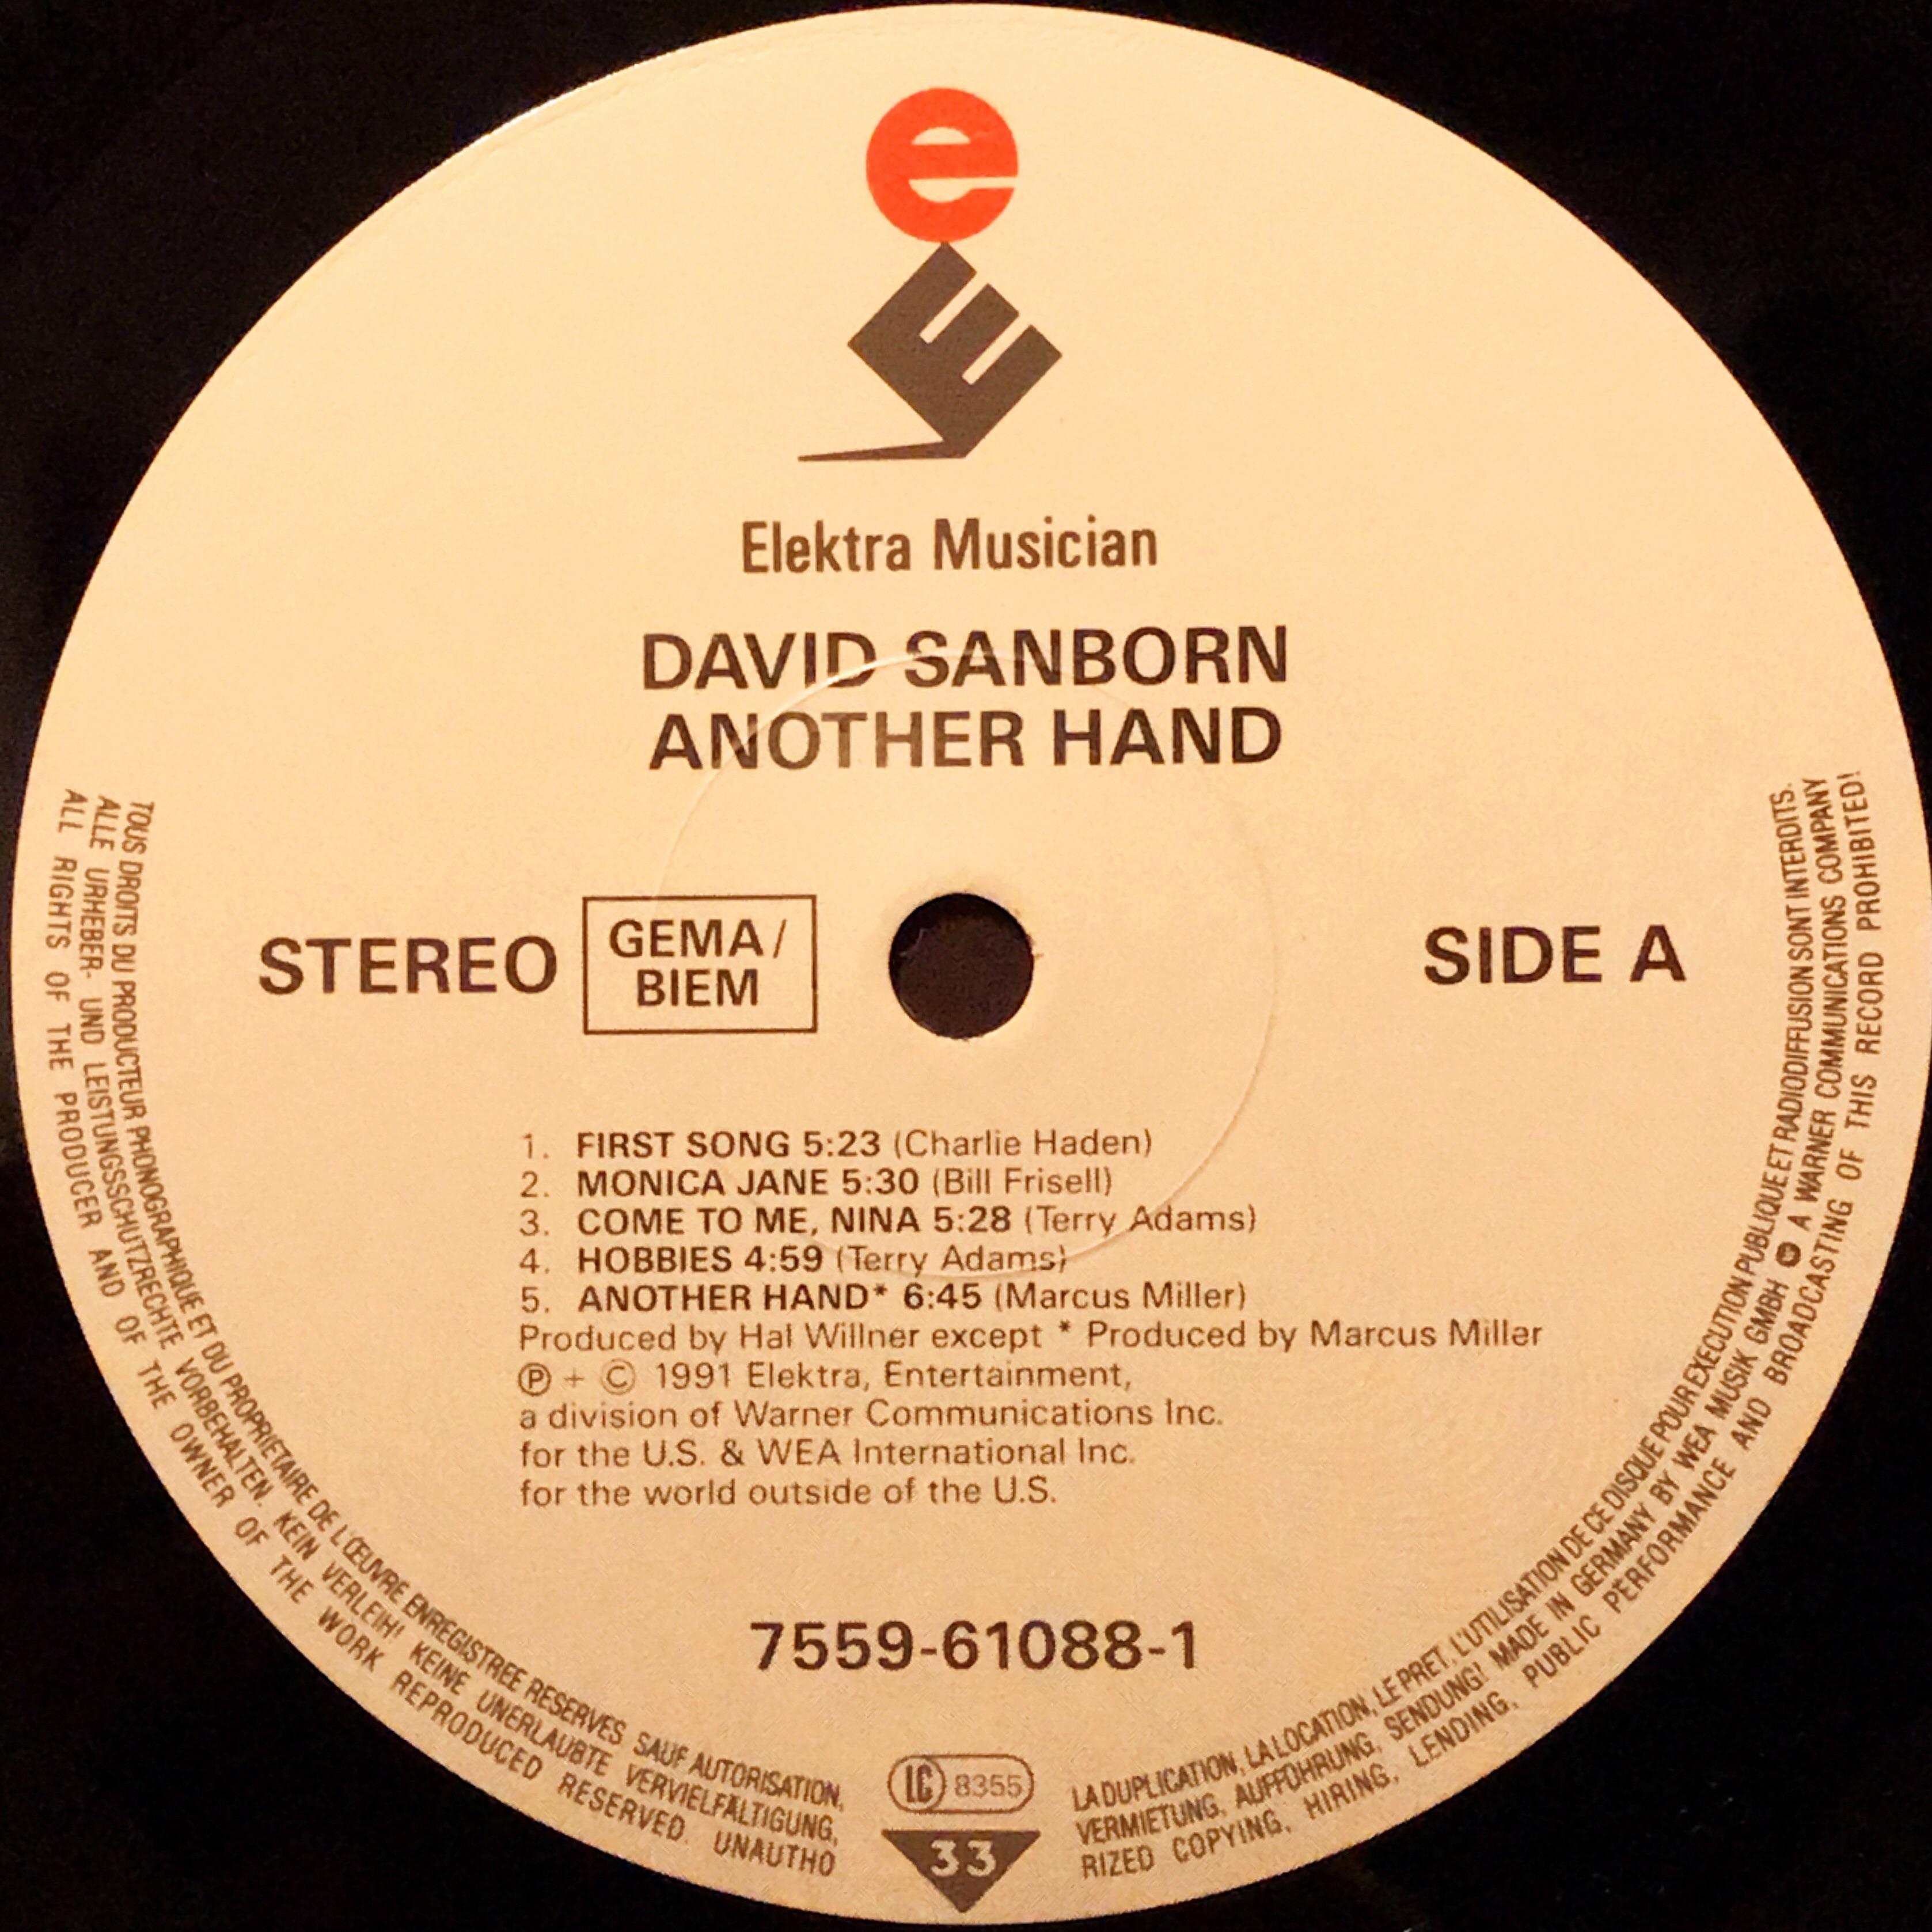 e
E
Elektra Musician
DAVID SANBORN
ANOTHER HAND
STEREO
GEMA/
BIEM
SIDE A
1. FIRST SONG 5:23 (Charlie Haden)
2. MONICA JANE 5:30 (Bill Frisell)
3. COME TO ME, NINA 5:28 (Terry Adams)
4. HOBBIES 4:59 (Terry Adams)
5. ANOTHER HAND* 6:45 (Marcus Miller)
Produced by Hal Willner except * Produced by Marcus Miller
Ⓟ + © 1991 Elektra, Entertainment,
a division of Warner Communications Inc.
for the U.S. & WEA International Inc.
for the world outside of the U.S.
7559-61088-1
TOUS DROITS DU PRODUCTEUR PHONOGRAPHIQUE ET DU PROPRIETAIRE DE L'ŒUVRE ENREGISTREE RESERVES SAUF AUTORISATION, LA DUPLICATION, LA LOCATION, LE PRET, L'UTILISATION DE CE DISQUE POUR EXECUTION PUBLIQUE ET RADIODIFFUSION SONT INTERDITS.
ALLE URHEBER- UND LEISTUNGSSCHUTZRECHTE VORBEHALTEN. KEIN VERLEIH! KEINE UNERLAUBTE VERVIELFÄLTIGUNG, VERMIETUNG, AUFFÜHRUNG, SENDUNG! MADE IN GERMANY BY WEA MUSIK GMBH A WARNER COMMUNICATIONS COMPANY
ALL RIGHTS OF THE PRODUCER AND OF THE OWNER OF THE WORK REPRODUCED RESERVED. UNAUTHORIZED COPYING, HIRING, LENDING, PUBLIC PERFORMANCE AND BROADCASTING OF THIS RECORD PROHIBITED!
LC 8355
33